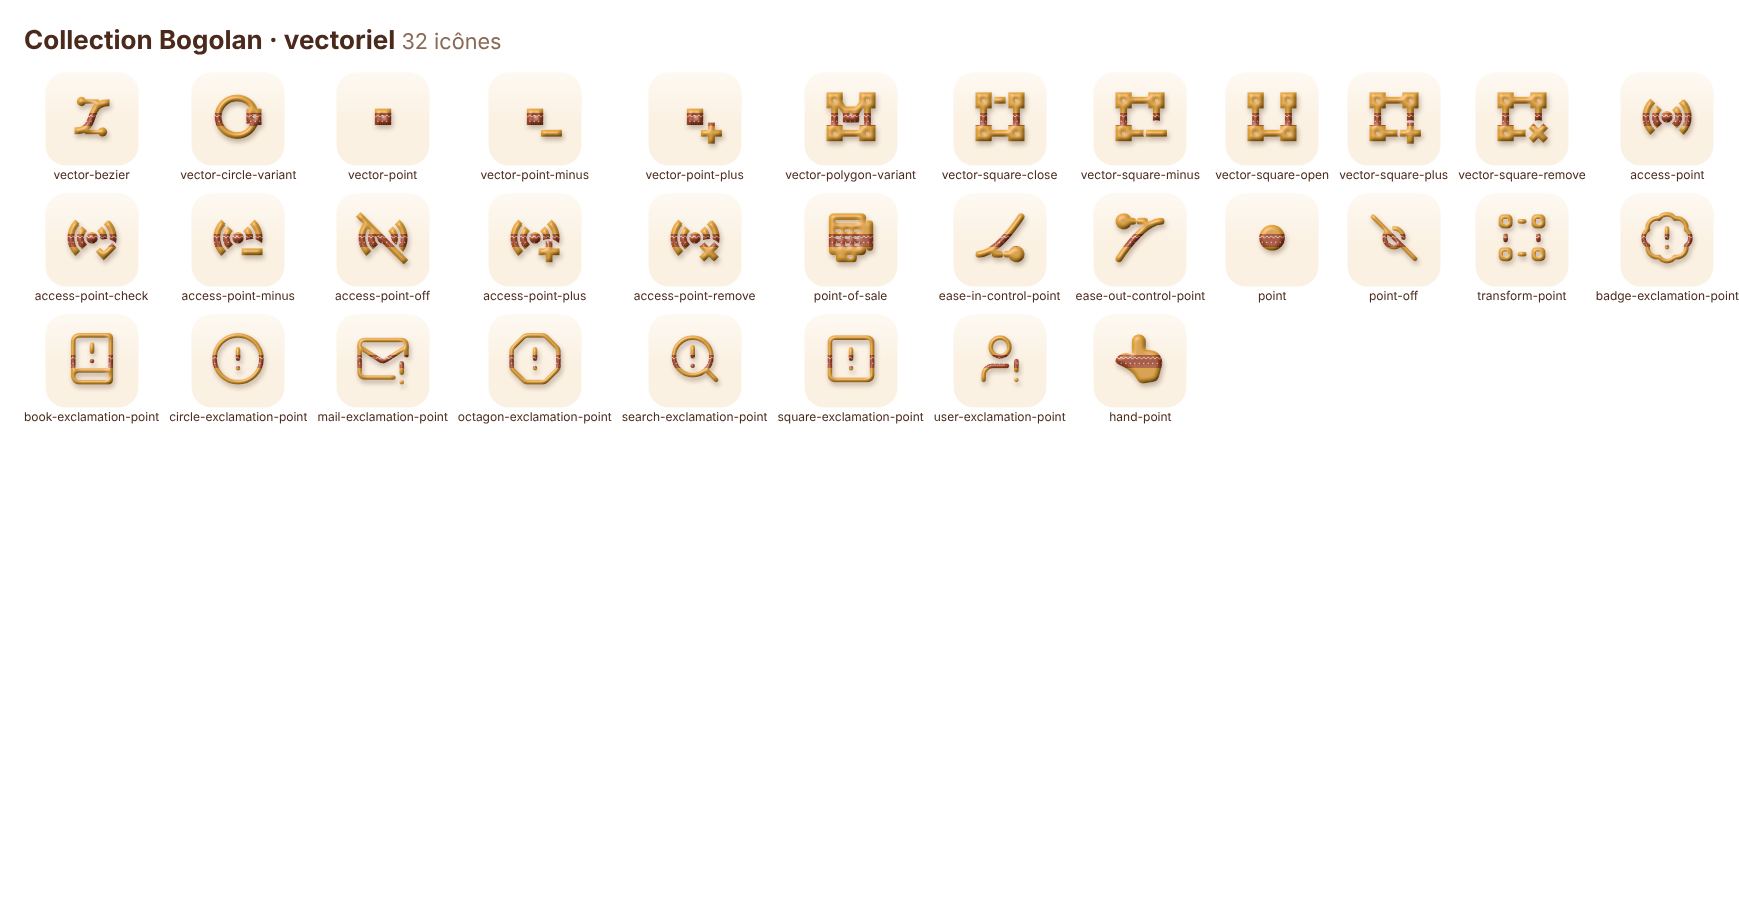 Collection Bogolan · vectoriel 32 icônes
vector-bezier vector-circle-variant vector-point vector-point-minus vector-point-plus vector-polygon-variant vector-square-close vector-square-minus vector-square-open vector-square-plus vector-square-remove access-point
access-point-check access-point-minus access-point-off access-point-plus access-point-remove point-of-sale ease-in-control-point ease-out-control-point point point-off transform-point badge-exclamation-point
book-exclamation-point circle-exclamation-point mail-exclamation-point octagon-exclamation-point search-exclamation-point square-exclamation-point user-exclamation-point hand-point